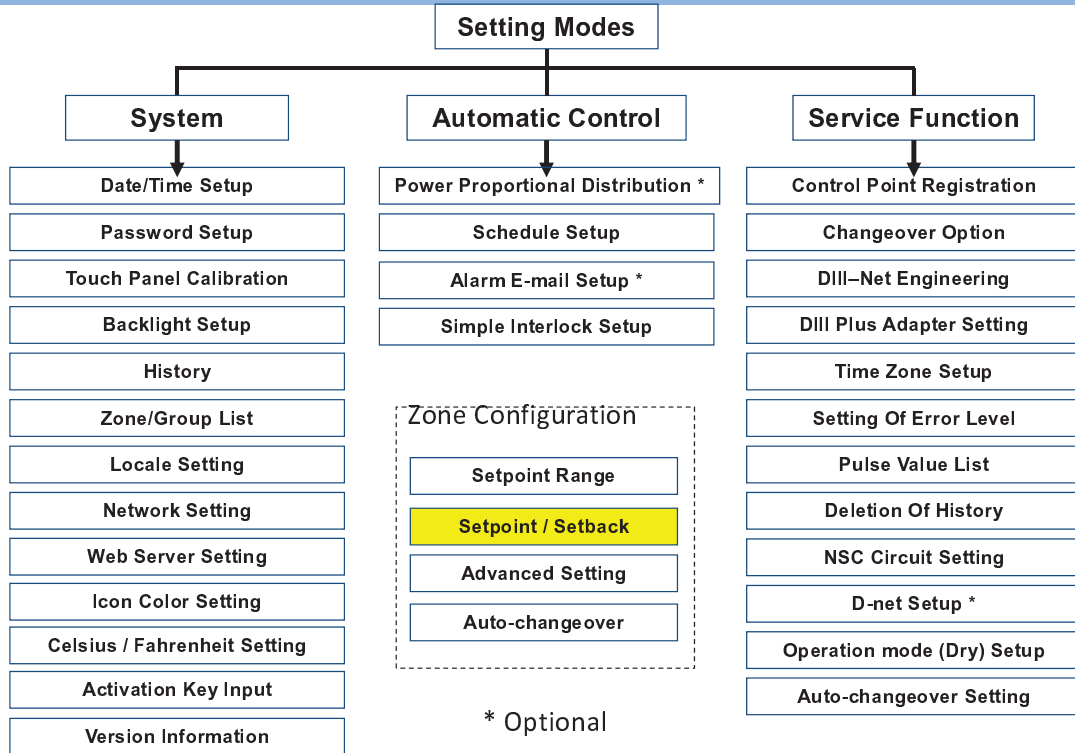 Setting Modes
System
Date/Time Setup
Password Setup
Touch Panel Calibration
Backlight Setup
History
Zone/Group List
Locale Setting
Network Setting
Web Server Setting
Icon Color Setting
Celsius / Fahrenheit Setting
Activation Key Input
Version Information
Automatic Control
Power Proportional Distribution *
Schedule Setup
Alarm E-mail Setup *
Simple Interlock Setup
Zone Configuration
Setpoint Range
Setpoint / Setback
Advanced Setting
Auto-changeover
* Optional
Service Function
Control Point Registration
Changeover Option
DIII–Net Engineering
DIII Plus Adapter Setting
Time Zone Setup
Setting Of Error Level
Pulse Value List
Deletion Of History
NSC Circuit Setting
D-net Setup *
Operation mode (Dry) Setup
Auto-changeover Setting